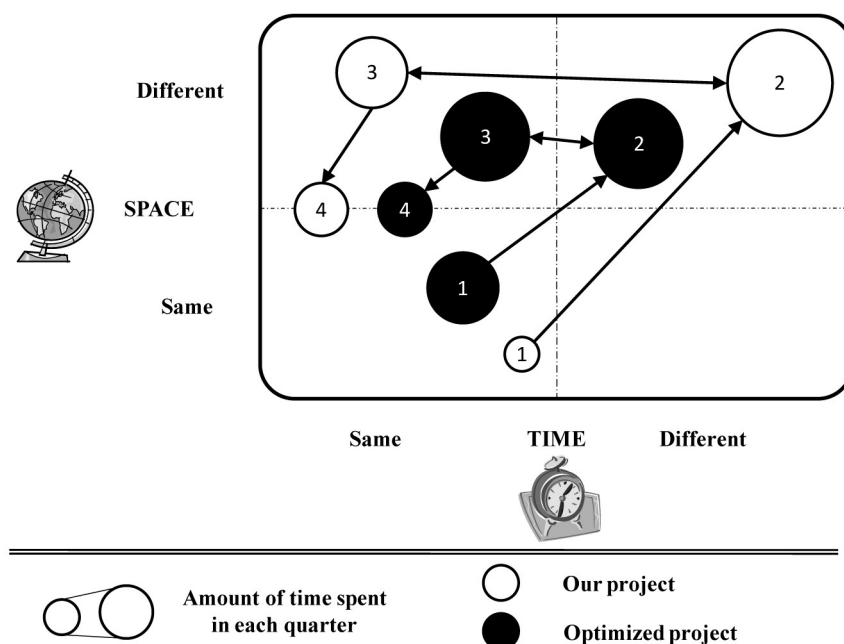 3
2
Different
3
2
4
4
SPACE
1
Same
1
Same TIME Different
Amount of time spent
in each quarter
Our project
Optimized project